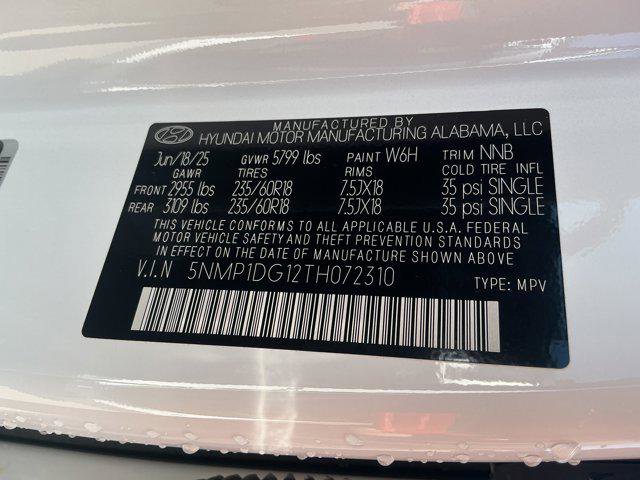 MANUFACTURED BY
HYUNDAI MOTOR MANUFACTURING ALABAMA, LLC
Jun/18/25 GVWR 5799 lbs PAINT W6H TRIM NNB
GAWR TIRES RIMS COLD TIRE INFL
FRONT 2955 lbs 235/60R18 7.5JX18 35 psi SINGLE
REAR 3109 lbs 235/60R18 7.5JX18 35 psi SINGLE
THIS VEHICLE CONFORMS TO ALL APPLICABLE U.S.A. FEDERAL
MOTOR VEHICLE SAFETY AND THEFT PREVENTION STANDARDS
IN EFFECT ON THE DATE OF MANUFACTURE SHOWN ABOVE
V.I.N 5NMP1DG12TH072310 TYPE: MPV